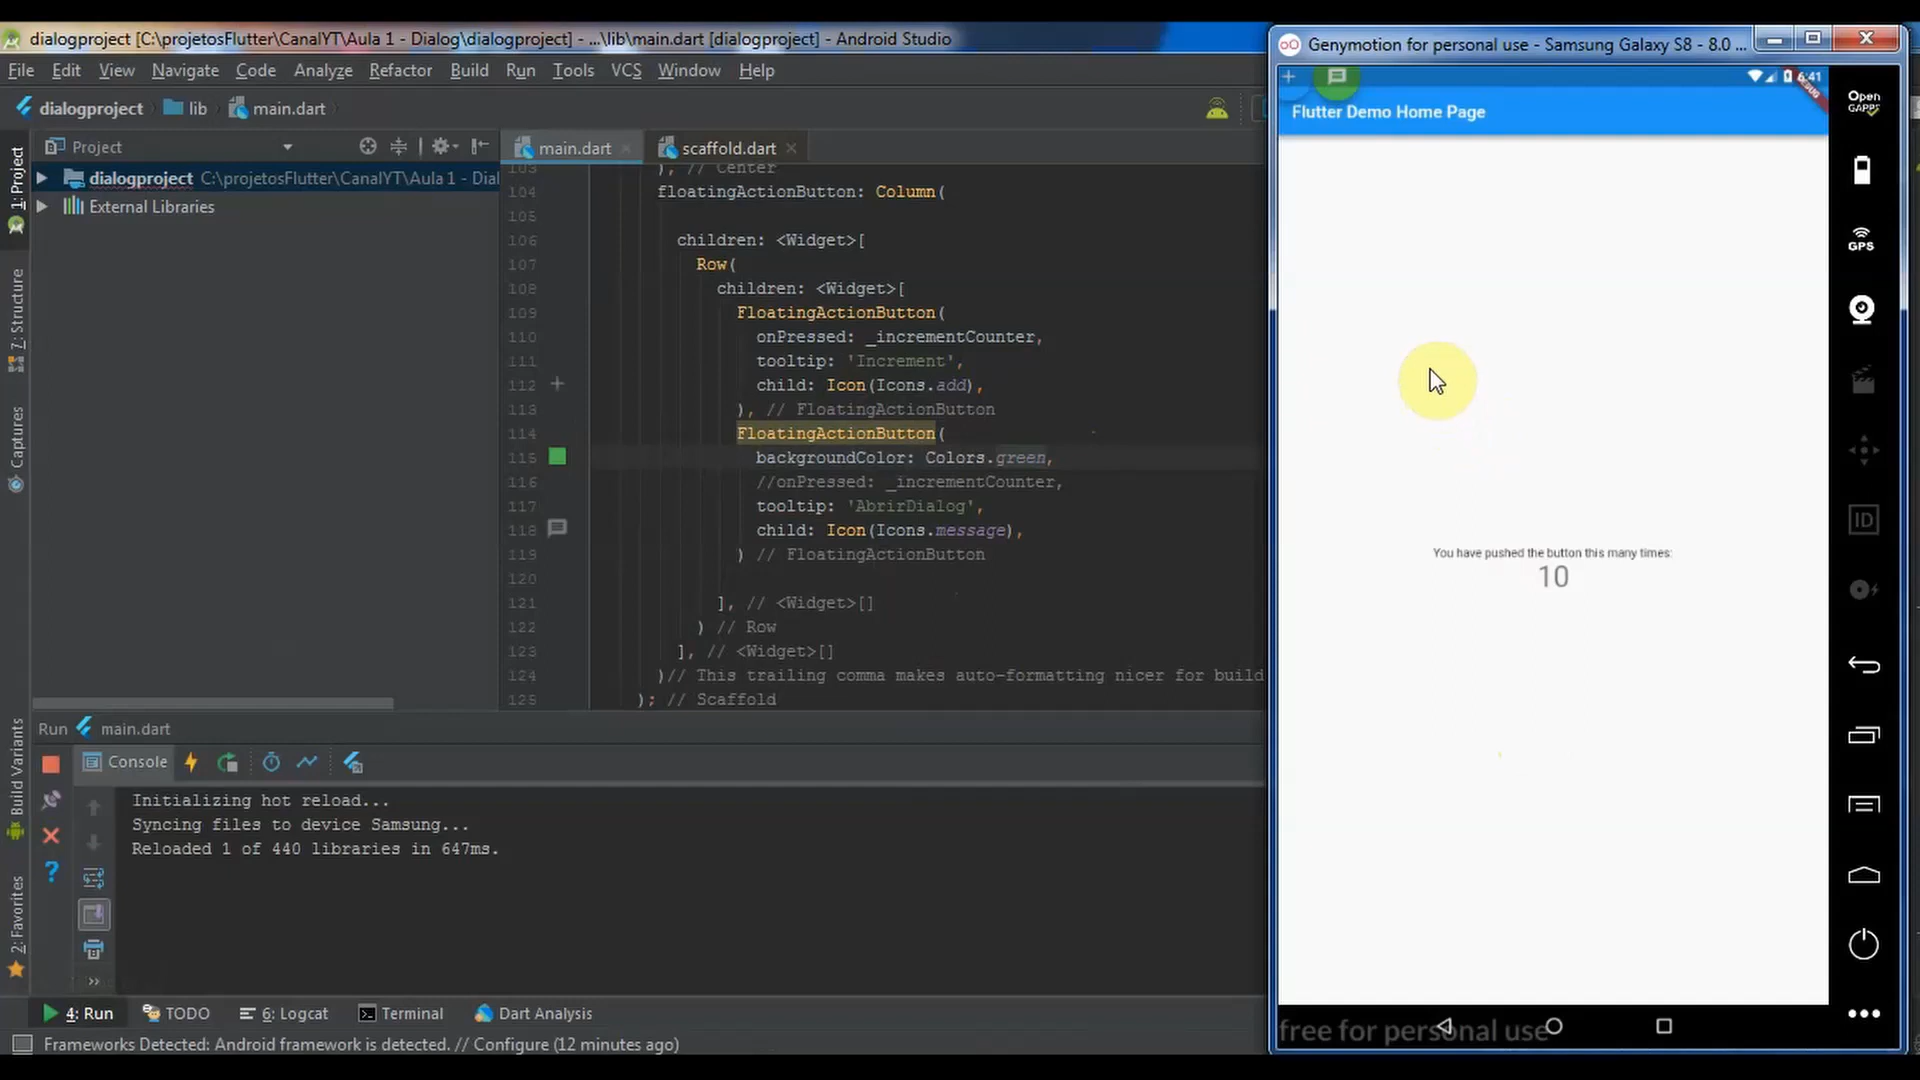 dialogproject [C:\projetosFlutter\CanalYT\Aula 1 - Dialog\dialogproject] - ...\lib\main.dart [dialogproject] - Android Studio
File Edit View Navigate Code Analyze Refactor Build Run Tools VCS Window Help
dialogproject lib main.dart
Project
main.dart
scaffold.dart
1: Project
7: Structure
Captures
Build Variants
2: Favorites
dialogproject C:\projetosFlutter\CanalYT\Aula 1 - Dial
External Libraries
103 ), // Center
104 floatingActionButton: Column(
105
106 children: <Widget>[
107 Row(
108 children: <Widget>[
109 FloatingActionButton(
110 onPressed: _incrementCounter,
111 tooltip: 'Increment',
112 child: Icon(Icons.add),
113 ), // FloatingActionButton
114 FloatingActionButton(
115 backgroundColor: Colors.green,
116 //onPressed: _incrementCounter,
117 tooltip: 'AbrirDialog',
118 child: Icon(Icons.message),
119 ) // FloatingActionButton
120
121 ], // <Widget>[]
122 ) // Row
123 ], // <Widget>[]
124 )// This trailing comma makes auto-formatting nicer for build
125 ); // Scaffold
Run main.dart
Console
Initializing hot reload...
Syncing files to device Samsung...
Reloaded 1 of 440 libraries in 647ms.
4: Run TODO 6: Logcat Terminal Dart Analysis
Frameworks Detected: Android framework is detected. // Configure (12 minutes ago)
Genymotion for personal use - Samsung Galaxy S8 - 8.0 ...
6:41
DEBUG
Flutter Demo Home Page
You have pushed the button this many times:
10
free for personal use
Open
GAPPS
GPS
ID